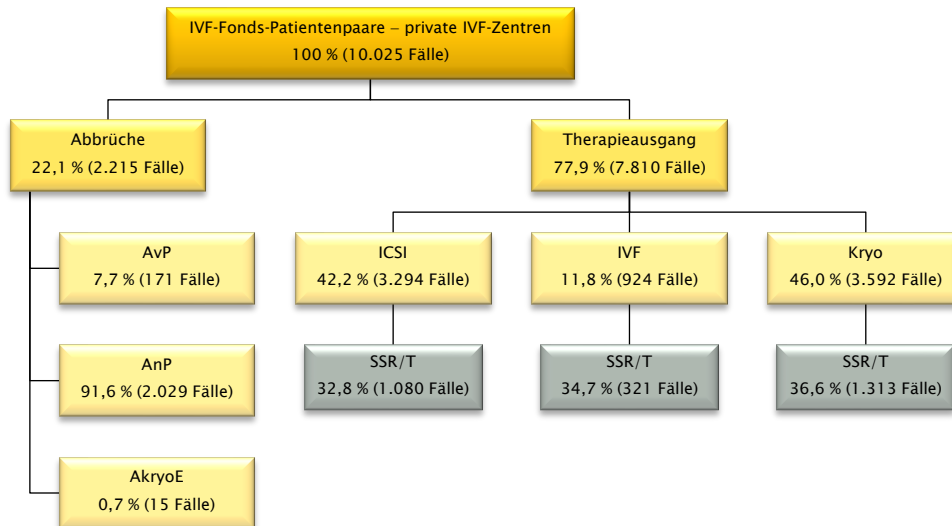 IVF-Fonds-Patientenpaare – private IVF-Zentren
100 % (10.025 Fälle)
Abbrüche
22,1 % (2.215 Fälle)
Therapieausgang
77,9 % (7.810 Fälle)
AvP
7,7 % (171 Fälle)
AnP
91,6 % (2.029 Fälle)
AkryoE
0,7 % (15 Fälle)
ICSI
42,2 % (3.294 Fälle)
SSR/T
32,8 % (1.080 Fälle)
IVF
11,8 % (924 Fälle)
SSR/T
34,7 % (321 Fälle)
Kryo
46,0 % (3.592 Fälle)
SSR/T
36,6 % (1.313 Fälle)